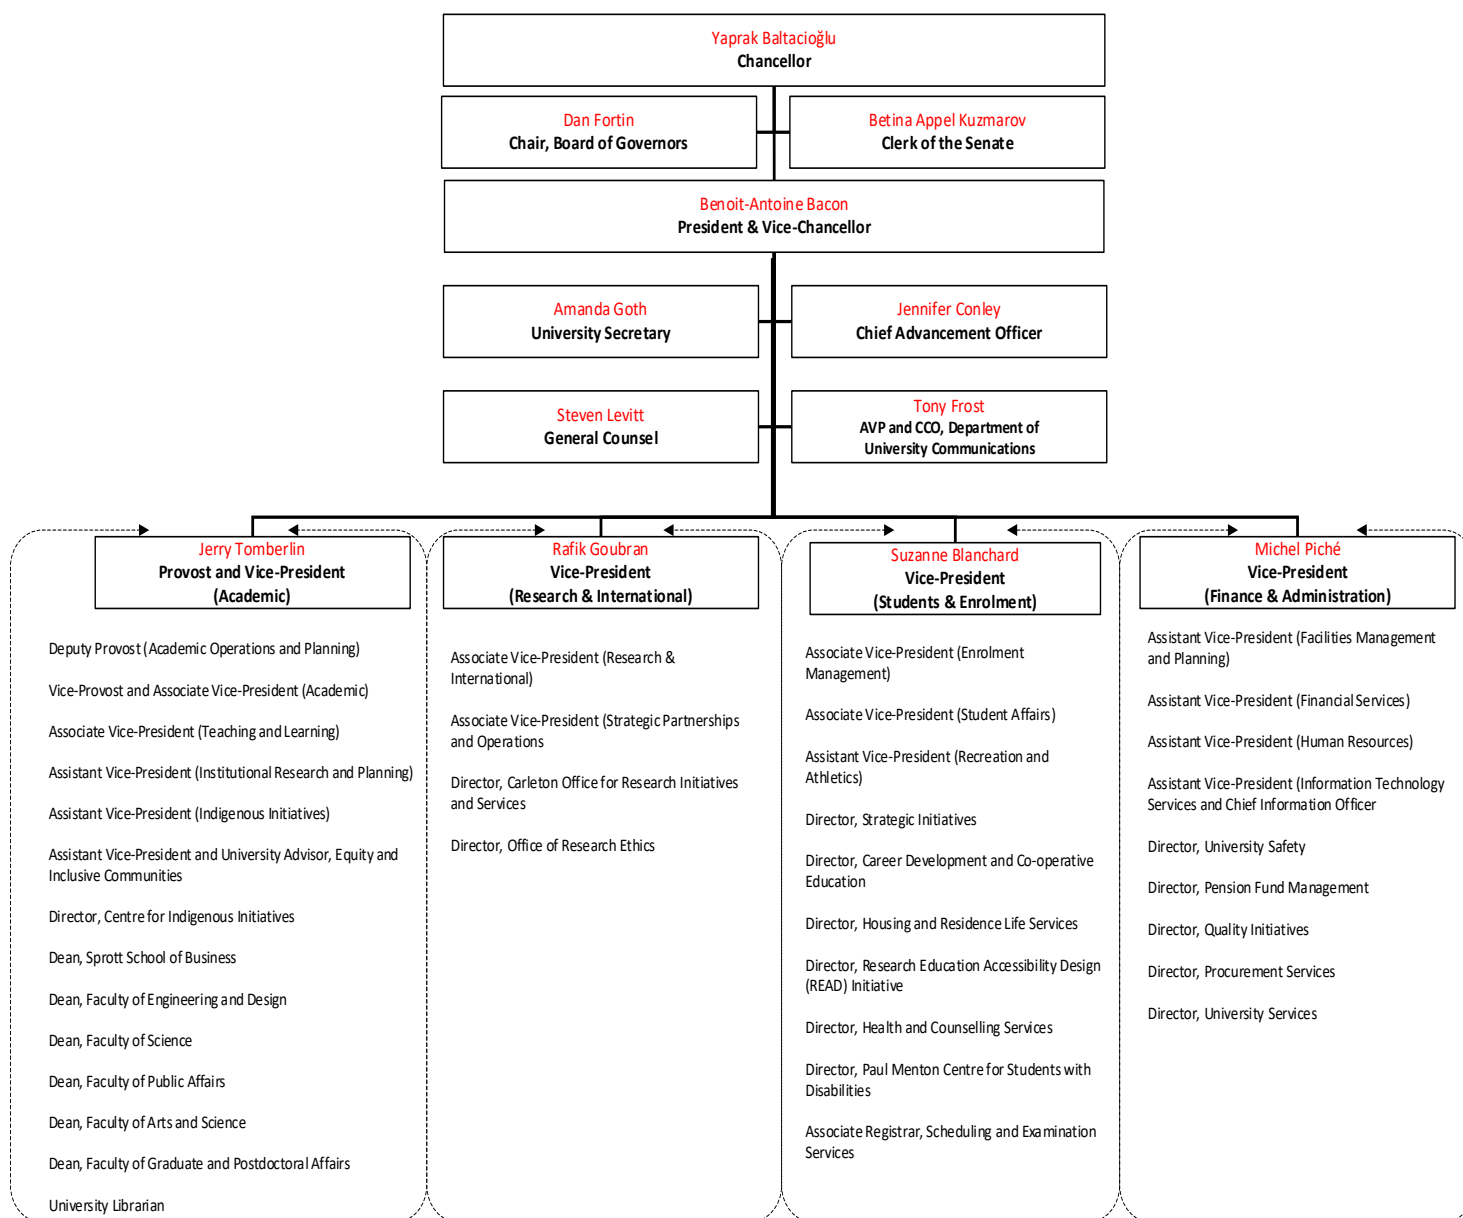 Yaprak Baltacioğlu
Chancellor
Dan Fortin
Chair, Board of Governors
Betina Appel Kuzmarov
Clerk of the Senate
Benoit-Antoine Bacon
President & Vice-Chancellor
Amanda Goth
University Secretary
Jennifer Conley
Chief Advancement Officer
Steven Levitt
General Counsel
Tony Frost
AVP and CCO, Department of
University Communications
Jerry Tomberlin
Provost and Vice-President
(Academic)
Deputy Provost (Academic Operations and Planning)
Vice-Provost and Associate Vice-President (Academic)
Associate Vice-President (Teaching and Learning)
Assistant Vice-President (Institutional Research and Planning)
Assistant Vice-President (Indigenous Initiatives)
Assistant Vice-President and University Advisor, Equity and
Inclusive Communities
Director, Centre for Indigenous Initiatives
Dean, Sprott School of Business
Dean, Faculty of Engineering and Design
Dean, Faculty of Science
Dean, Faculty of Public Affairs
Dean, Faculty of Arts and Science
Dean, Faculty of Graduate and Postdoctoral Affairs
University Librarian
Rafik Goubran
Vice-President
(Research & International)
Associate Vice-President (Research &
International)
Associate Vice-President (Strategic Partnerships
and Operations
Director, Carleton Office for Research Initiatives
and Services
Director, Office of Research Ethics
Suzanne Blanchard
Vice-President
(Students & Enrolment)
Associate Vice-President (Enrolment
Management)
Associate Vice-President (Student Affairs)
Assistant Vice-President (Recreation and
Athletics)
Director, Strategic Initiatives
Director, Career Development and Co-operative
Education
Director, Housing and Residence Life Services
Director, Research Education Accessibility Design
(READ) Initiative
Director, Health and Counselling Services
Director, Paul Menton Centre for Students with
Disabilities
Associate Registrar, Scheduling and Examination
Services
Michel Piché
Vice-President
(Finance & Administration)
Assistant Vice-President (Facilities Management
and Planning)
Assistant Vice-President (Financial Services)
Assistant Vice-President (Human Resources)
Assistant Vice-President (Information Technology
Services and Chief Information Officer
Director, University Safety
Director, Pension Fund Management
Director, Quality Initiatives
Director, Procurement Services
Director, University Services